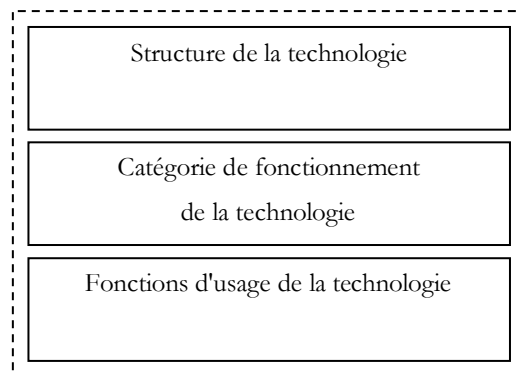 Structure de la technologie
Catégorie de fonctionnement
de la technologie
Fonctions d'usage de la technologie